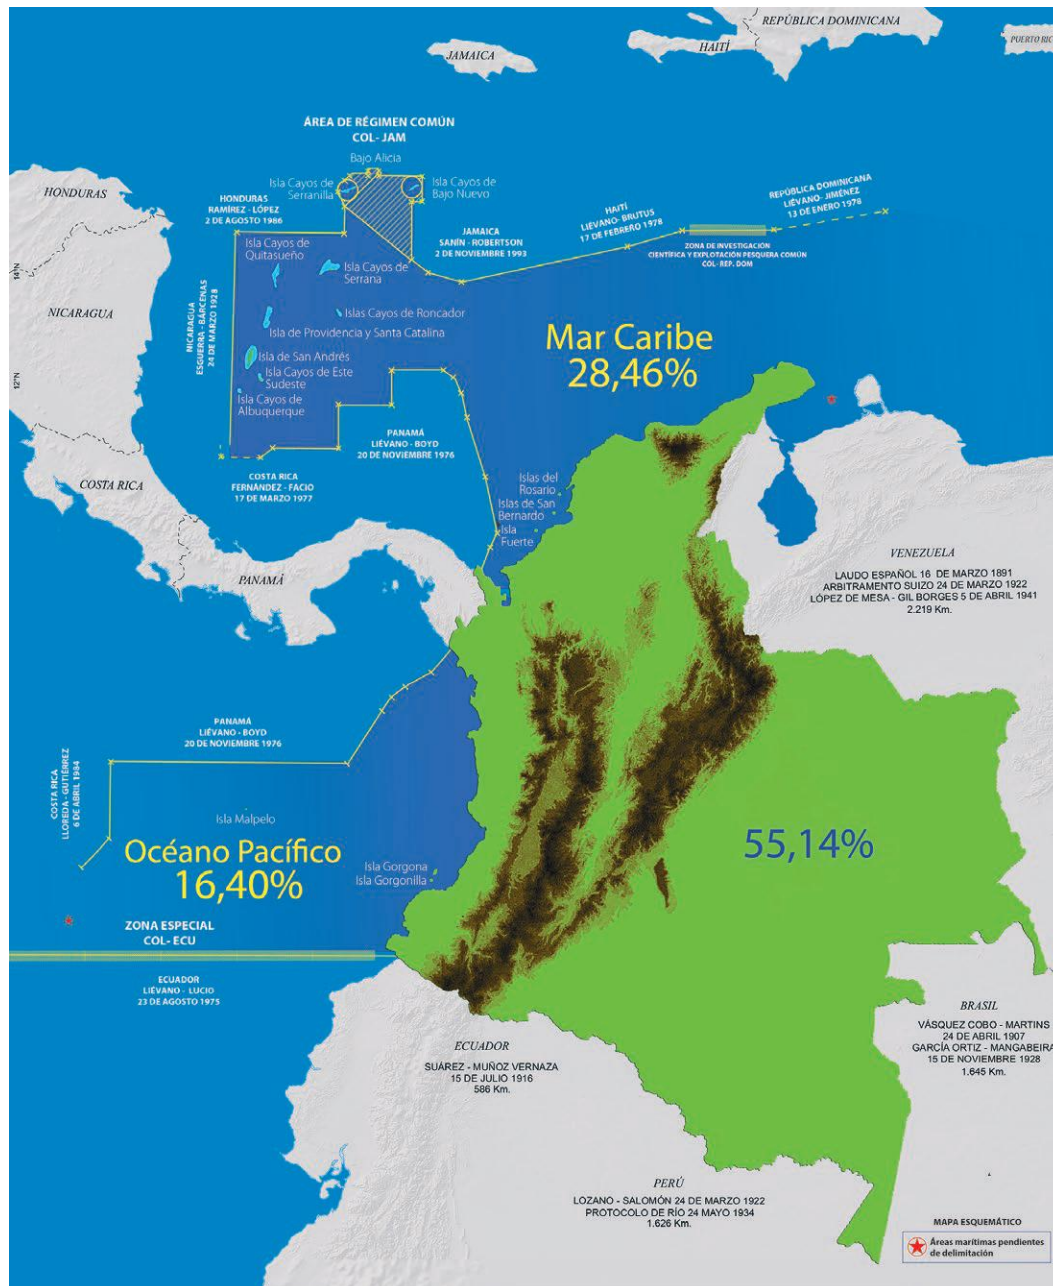 REPÚBLICA DOMINICANA
PUERTO RIC
HAITÍ
JAMAICA
ÁREA DE RÉGIMEN COMÚN
COL- JAM
Bajo Alicia
Isla Cayos de
Serranilla
Isla Cayos de
Bajo Nuevo
HONDURAS
HONDURAS
RAMÍREZ - LÓPEZ
2 DE AGOSTO 1986
JAMAICA
SANÍN - ROBERTSON
2 DE NOVIEMBRE 1993
HAITÍ
LIÉVANO- BRUTUS
17 DE FEBRERO 1978
REPÚBLICA DOMINICANA
LIÉVANO- JIMÉNEZ
13 DE ENERO 1978
ZONA DE INVESTIGACIÓN
CIENTÍFICA Y EXPLOTACIÓN PESQUERA COMÚN
COL- REP. DOM
Isla Cayos de
Quitasueño
Isla Cayos de
Serrana
14°N
NICARAGUA
NICARAGUA
ESGUERRA - BÁRCENAS
24 DE MARZO 1928
Islas Cayos de Roncador
Isla de Providencia y Santa Catalina
Isla de San Andrés
Isla Cayos de Este
Sudeste
Isla Cayos de
Albuquerque
12°N
Mar Caribe
28,46%
PANAMÁ
LIÉVANO - BOYD
20 DE NOVIEMBRE 1976
COSTA RICA
COSTA RICA
FERNÁNDEZ - FACIO
17 DE MARZO 1977
Islas del
Rosario
Islas de San
Bernardo
Isla
Fuerte
PANAMÁ
VENEZUELA
LAUDO ESPAÑOL 16 DE MARZO 1891
ARBITRAMENTO SUIZO 24 DE MARZO 1922
LÓPEZ DE MESA - GIL BORGES 5 DE ABRIL 1941
2.219 Km.
PANAMÁ
LIÉVANO - BOYD
20 DE NOVIEMBRE 1976
COSTA RICA
LLOREDA - GUTIÉRREZ
6 DE ABRIL 1984
Isla Malpelo
Océano Pacífico
16,40%
Isla Gorgona
Isla Gorgonilla
55,14%
ZONA ESPECIAL
COL- ECU
ECUADOR
LIÉVANO - LUCIO
23 DE AGOSTO 1975
ECUADOR
SUÁREZ - MUÑOZ VERNAZA
15 DE JULIO 1916
586 Km.
BRASIL
VÁSQUEZ COBO - MARTINS
24 DE ABRIL 1907
GARCÍA ORTIZ - MANGABEIRA
15 DE NOVIEMBRE 1928
1.645 Km.
PERÚ
LOZANO - SALOMÓN 24 DE MARZO 1922
PROTOCOLO DE RÍO 24 MAYO 1934
1.626 Km.
MAPA ESQUEMÁTICO
Áreas marítimas pendientes
de delimitación